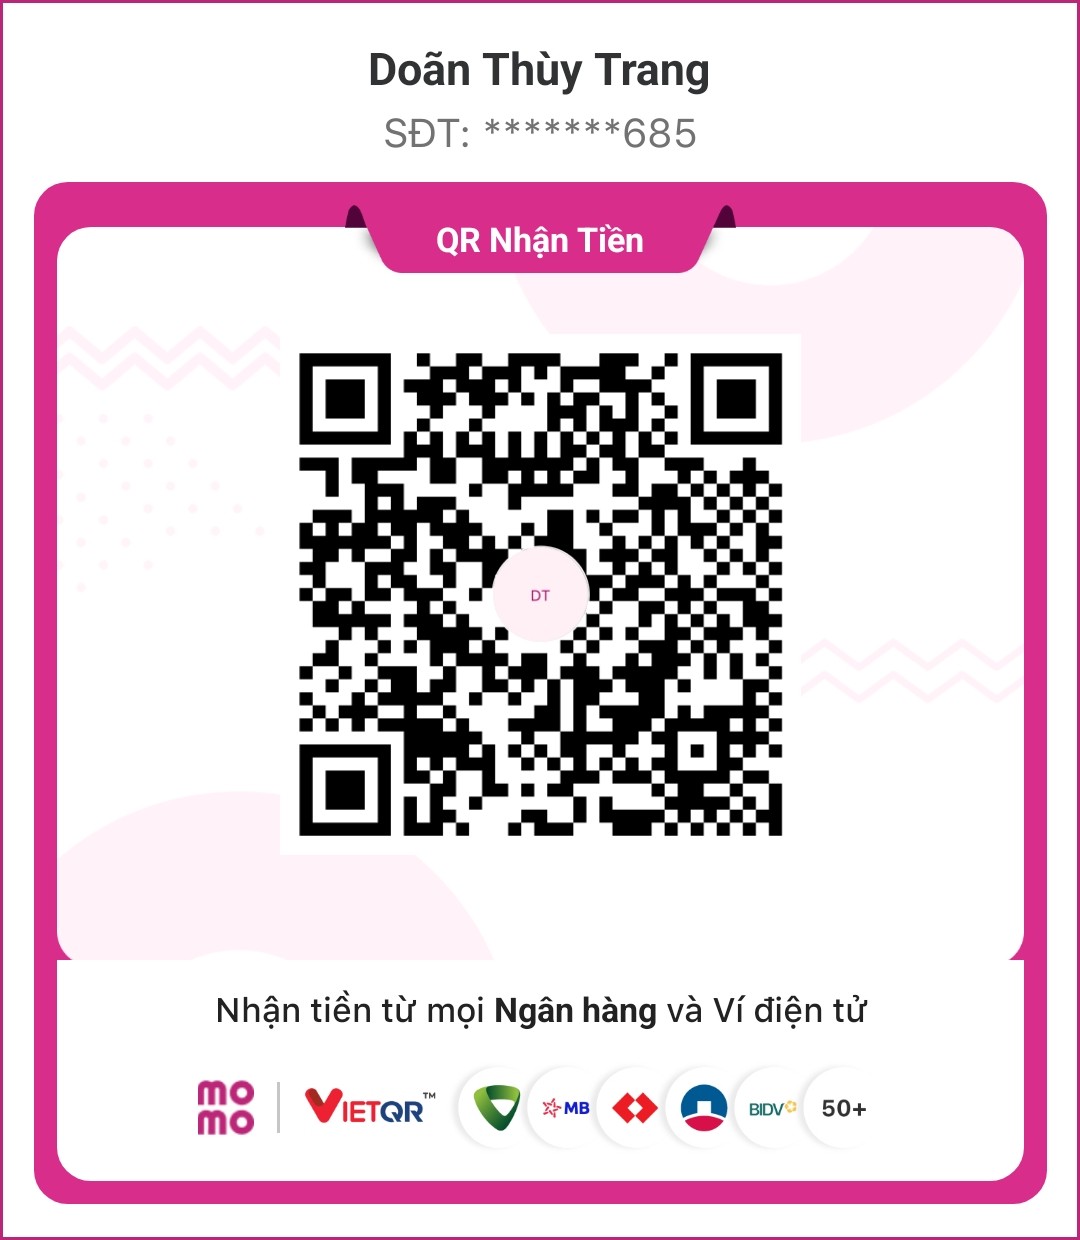 Doãn Thùy Trang
SĐT: *******685
QR Nhận Tiền
DT
Nhận tiền từ mọi Ngân hàng và Ví điện tử
mo
mo
VIETQR™
MB
BIDV
50+